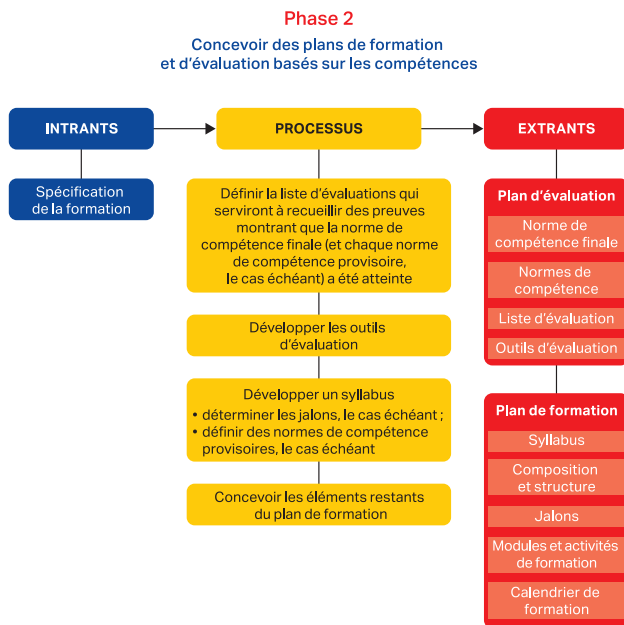 Phase 2
Concevoir des plans de formation
et d'évaluation basés sur les compétences
INTRANTS
PROCESSUS
EXTRANTS
Spécification
de la formation
Définir la liste d'évaluations qui
serviront à recueillir des preuves
montrant que la norme de
compétence finale (et chaque norme
de compétence provisoire,
le cas échéant) a été atteinte
Développer les outils
d'évaluation
Développer un syllabus
• déterminer les jalons, le cas échéant ;
• définir des normes de compétence
provisoires, le cas échéant
Concevoir les éléments restants
du plan de formation
Plan d'évaluation
Norme de
compétence finale
Normes de
compétence
Liste d'évaluation
Outils d'évaluation
Plan de formation
Syllabus
Composition
et structure
Jalons
Modules et activités
de formation
Calendrier de
formation